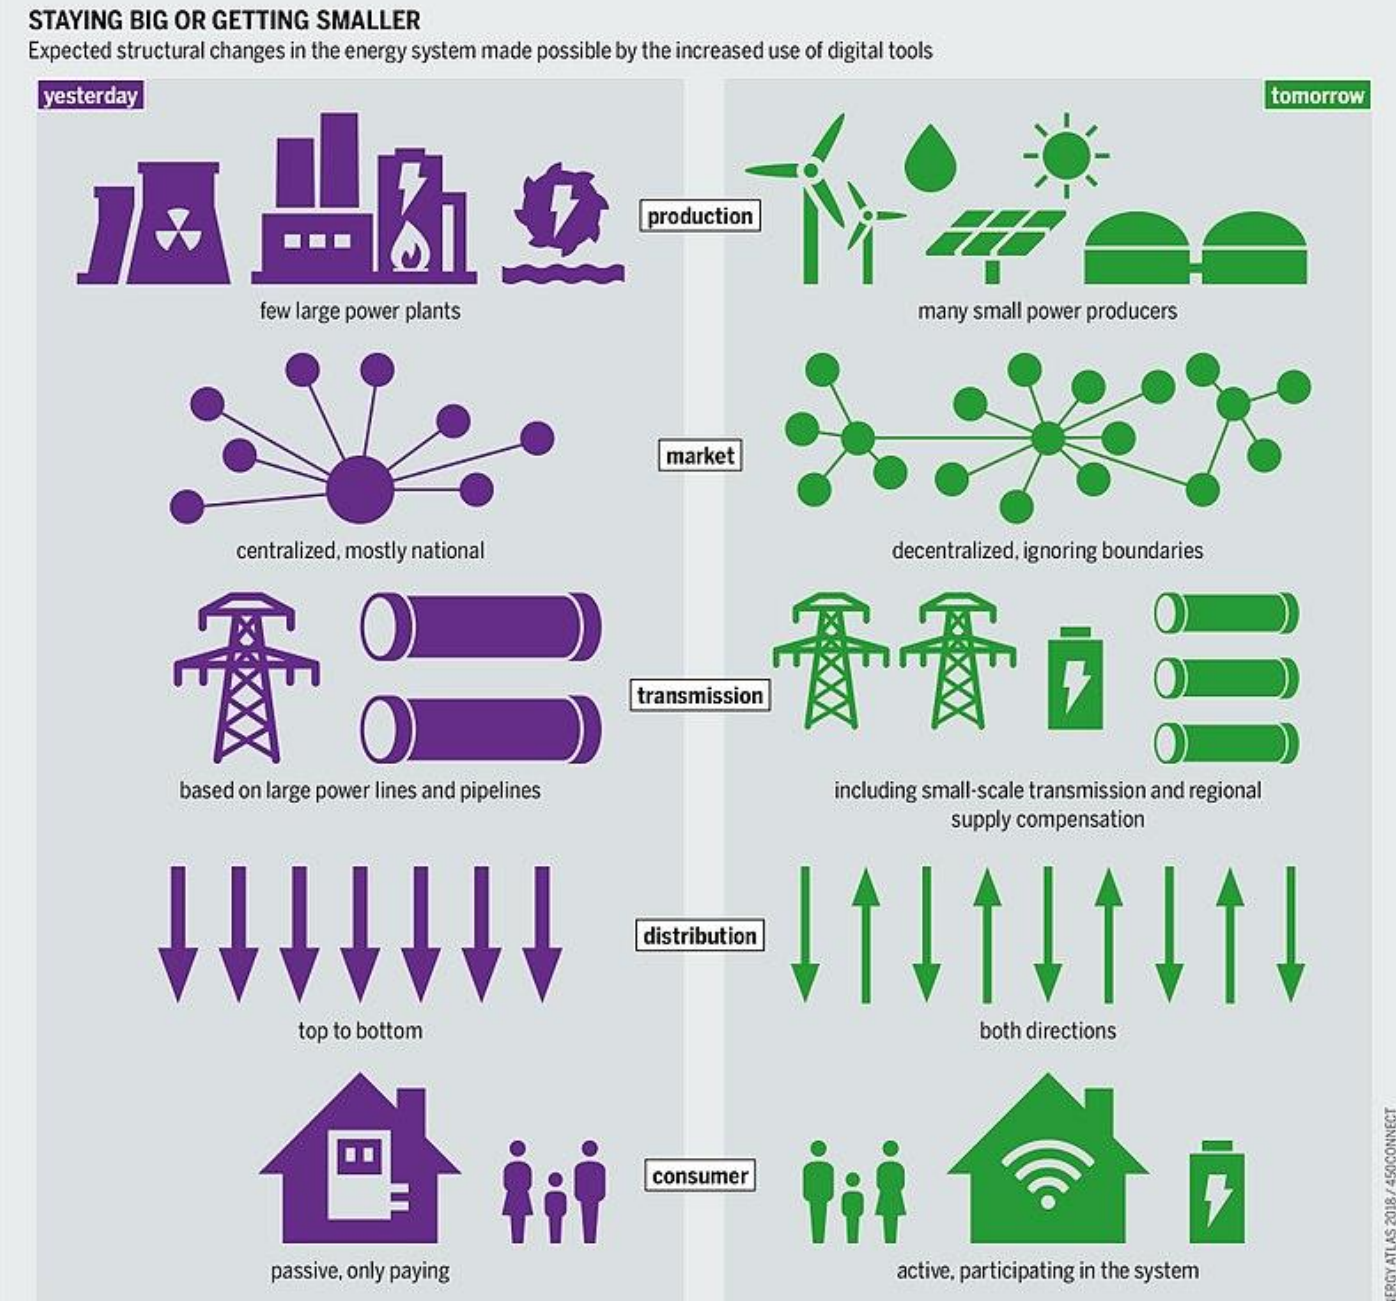 STAYING BIG OR GETTING SMALLER
Expected structural changes in the energy system made possible by the increased use of digital tools
yesterday
tomorrow
production
few large power plants
many small power producers
market
centralized, mostly national
decentralized, ignoring boundaries
transmission
based on large power lines and pipelines
including small-scale transmission and regional
supply compensation
distribution
top to bottom
both directions
consumer
passive, only paying
active, participating in the system
ATLAS 2018 / 450CONNECT